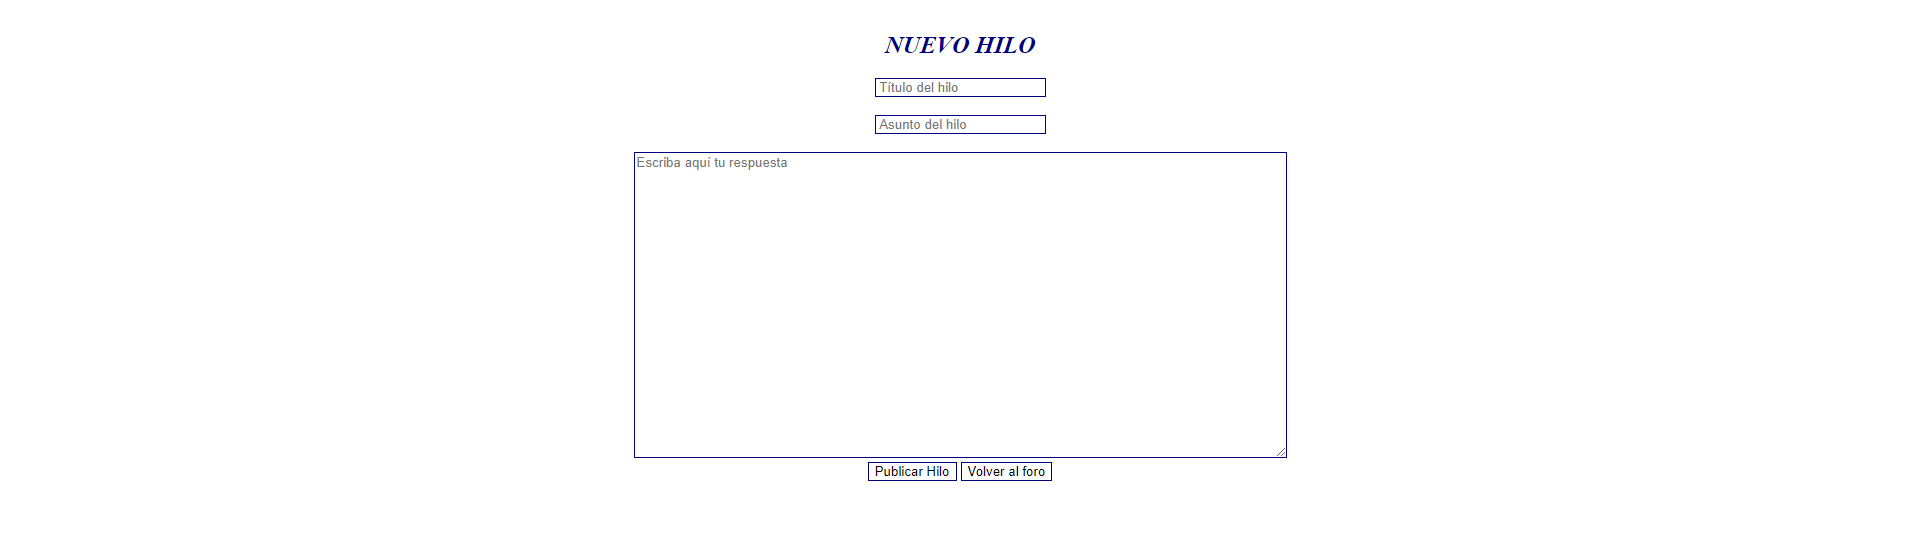 NUEVO HILO
Título del hilo
Asunto del hilo
Escriba aquí tu respuesta
Publicar Hilo Volver al foro